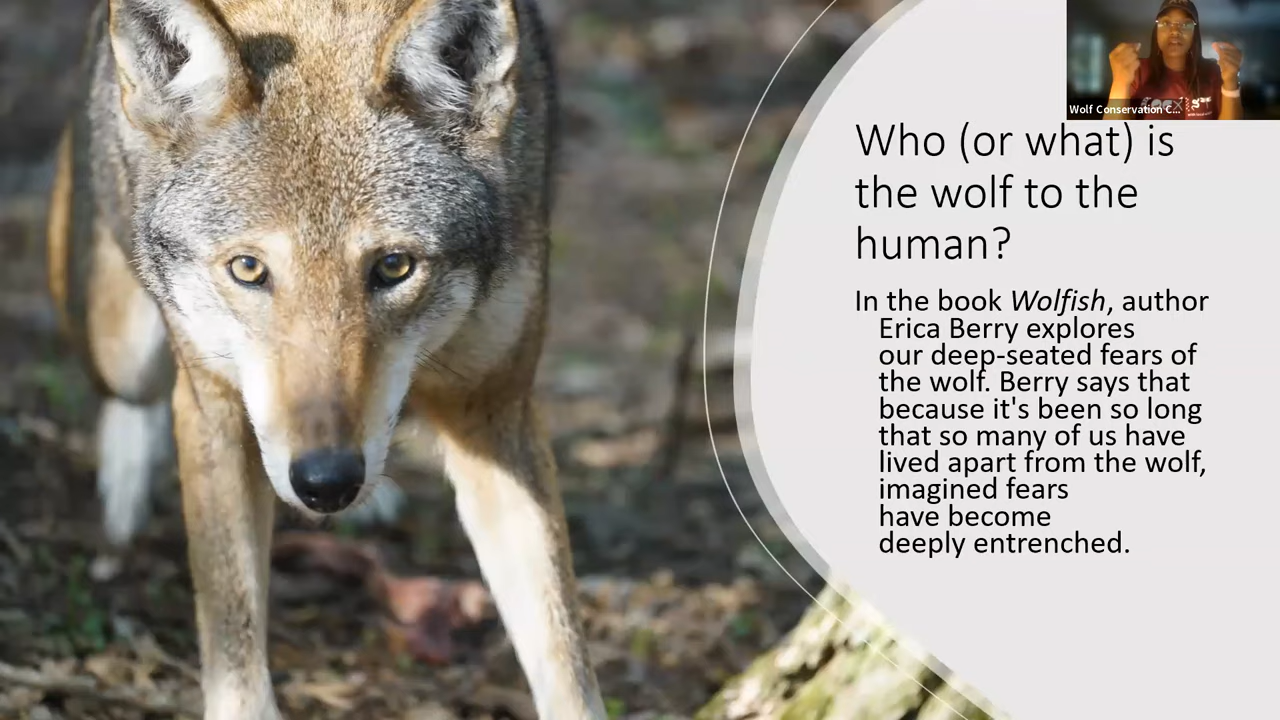 Wolf Conservation C...
Who (or what) is
the wolf to the
human?
In the book Wolfish, author
Erica Berry explores
our deep-seated fears of
the wolf. Berry says that
because it's been so long
that so many of us have
lived apart from the wolf,
imagined fears
have become
deeply entrenched.